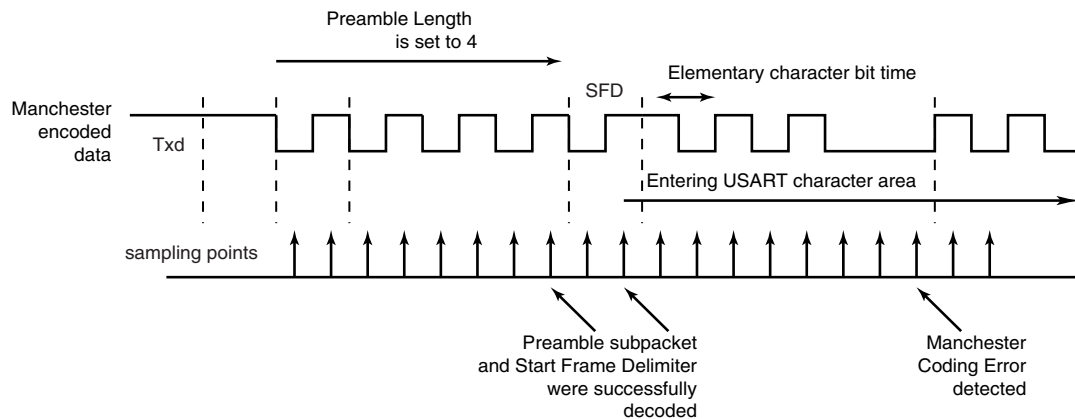 Preamble Length
is set to 4
Elementary character bit time
SFD
Manchester
encoded
data
Txd
Entering USART character area
sampling points
Preamble subpacket
and Start Frame Delimiter
were successfully
decoded
Manchester
Coding Error
detected